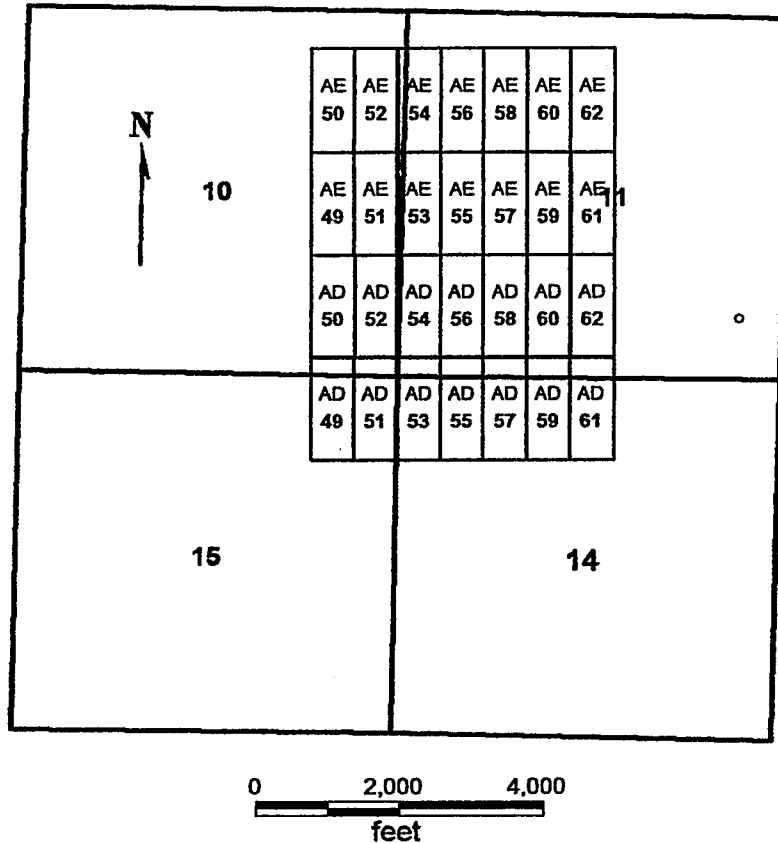 AE AE AE AE AE AE AE
50 52 54 56 58 60 62
N
10
AE AE AE AE AE AE AE
49 51 53 55 57 59 61
11
AD AD AD AD AD AD AD
50 52 54 56 58 60 62
AD AD AD AD AD AD AD
49 51 53 55 57 59 61
15
14
0 2,000 4,000
feet